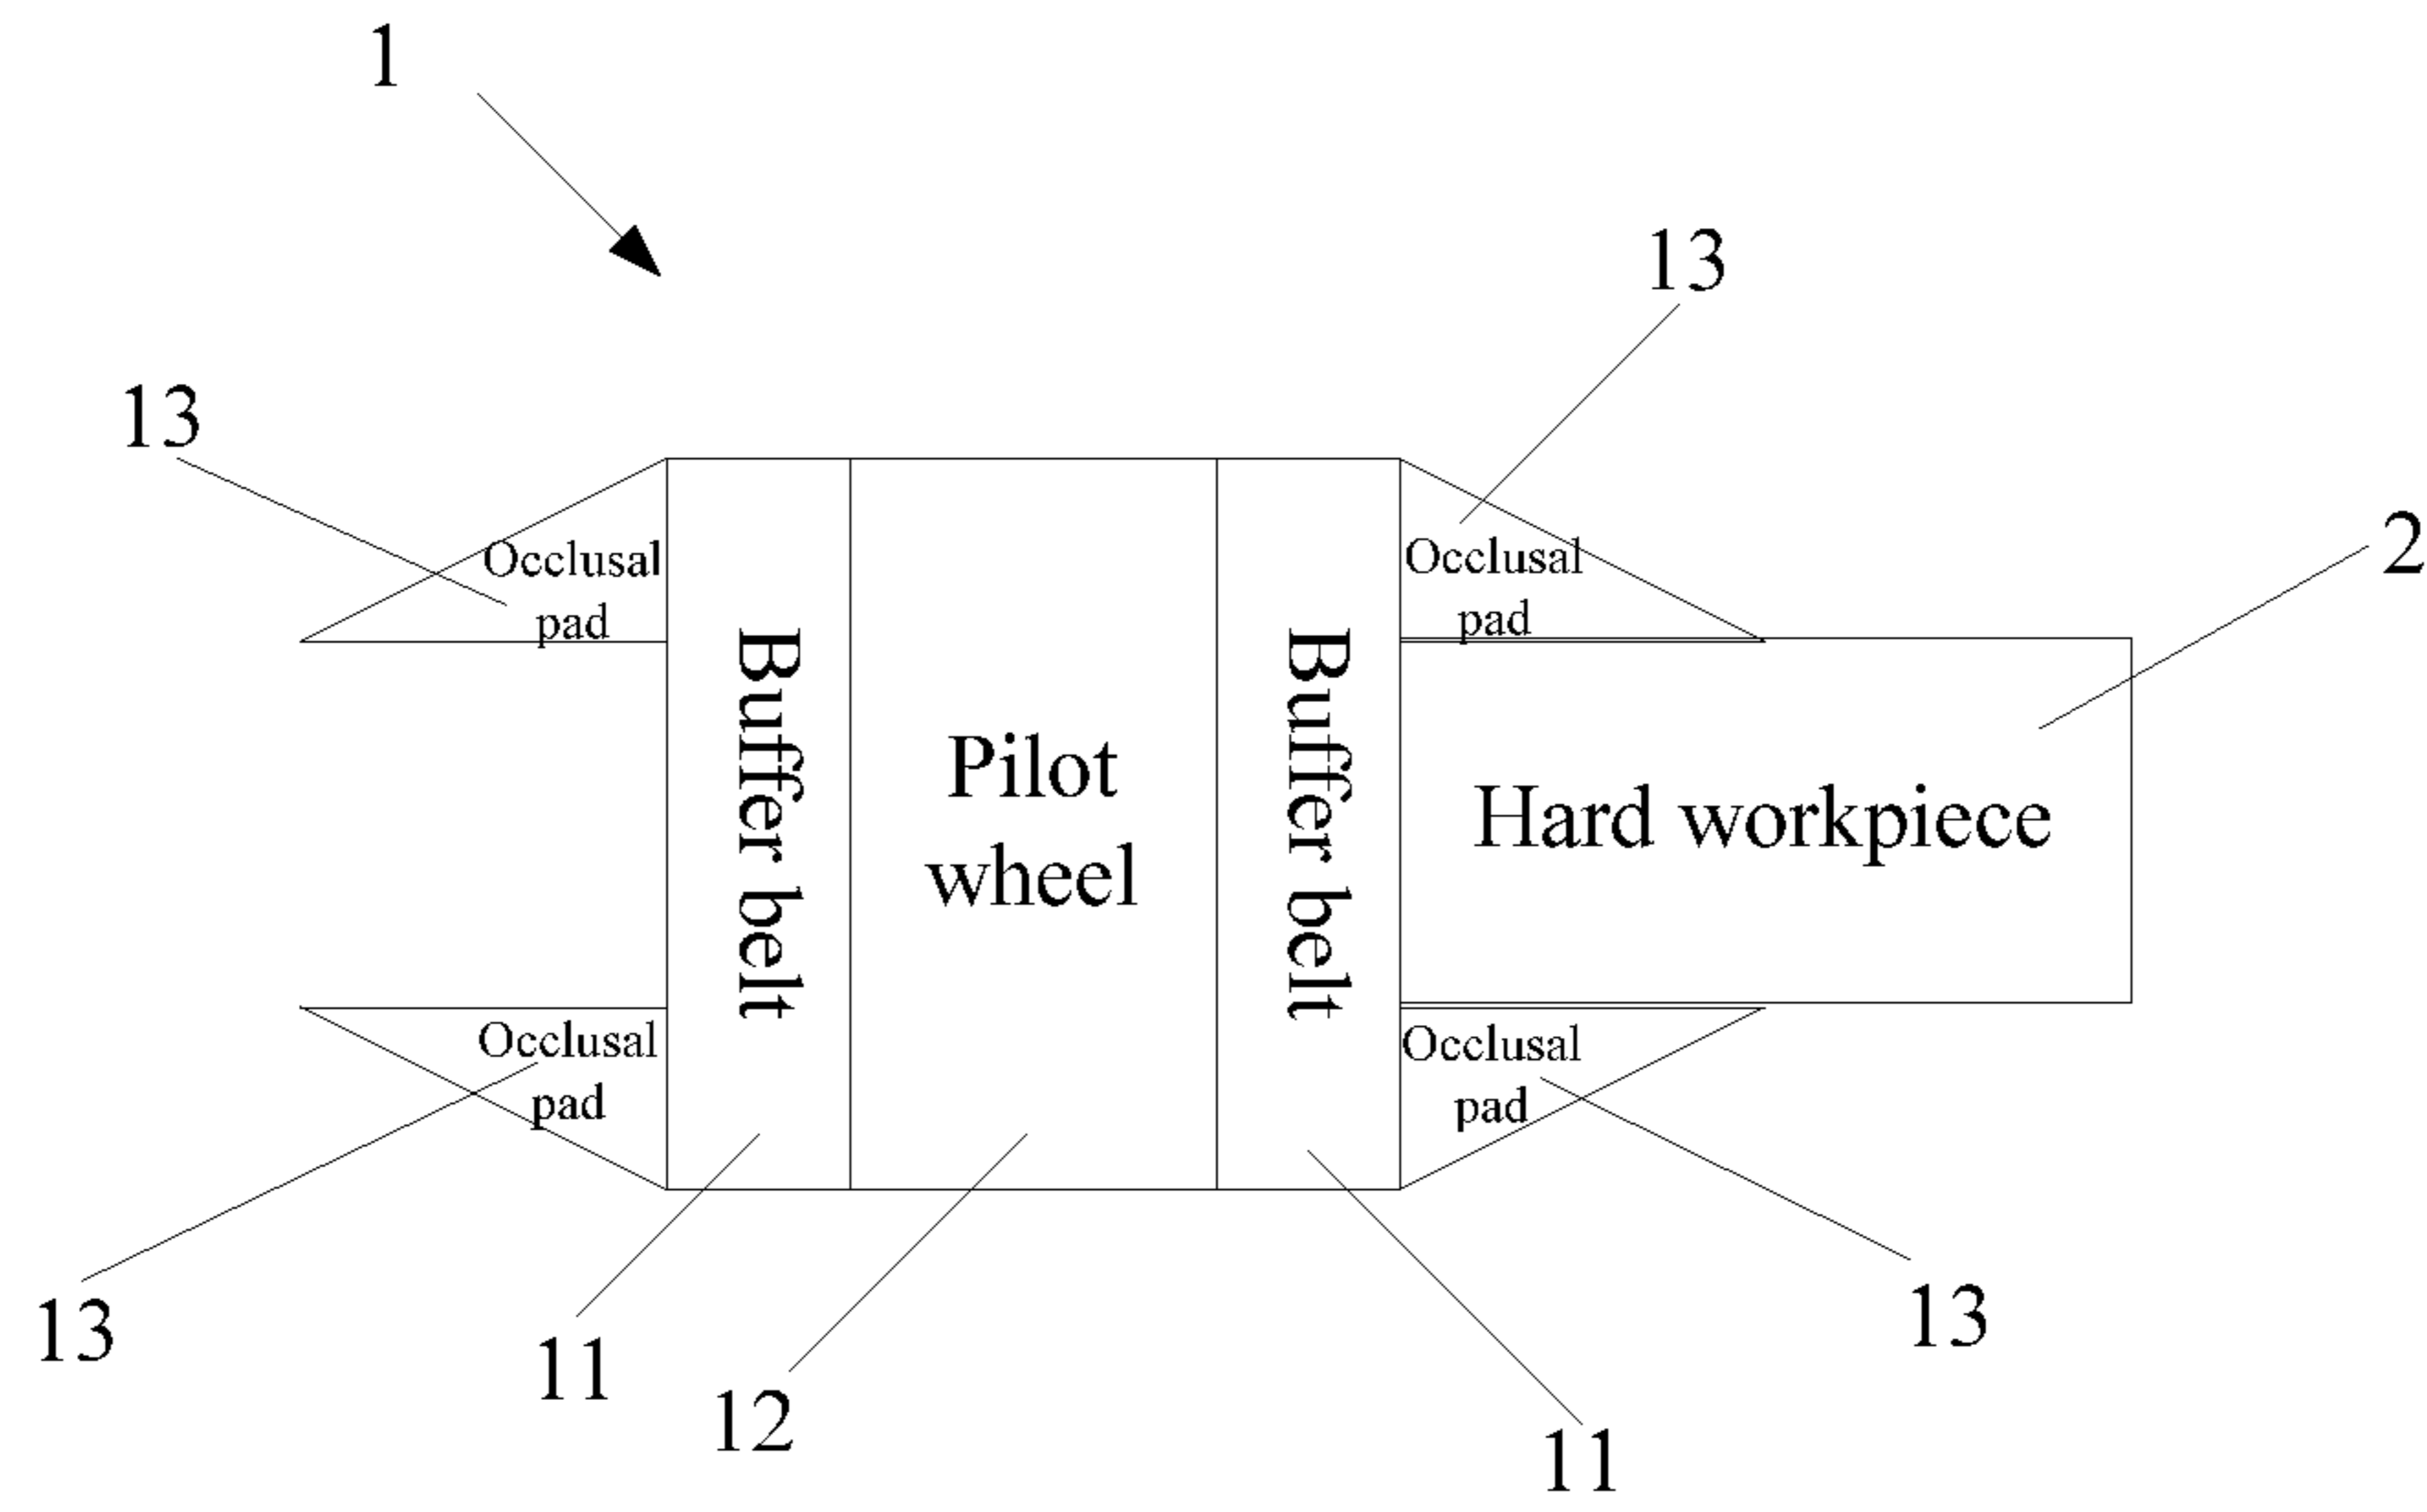 1
13
13
2
Occlusal
pad
Occlusal
pad
Buffer belt
Pilot
wheel
Buffer belt
Hard workpiece
Occlusal
pad
Occlusal
pad
13
11
12
11
13